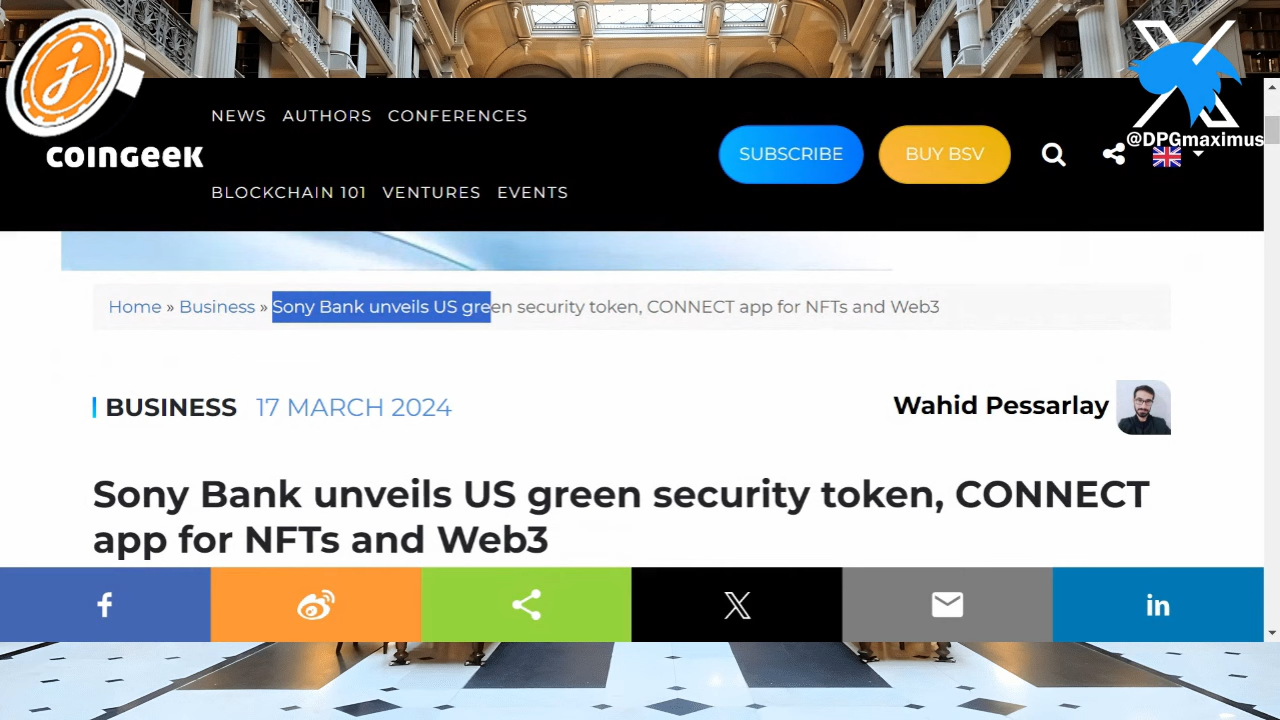 @DPGmaximus
COINGEEK
NEWS AUTHORS CONFERENCES
BLOCKCHAIN 101 VENTURES EVENTS
SUBSCRIBE
BUY BSV
Home » Business » Sony Bank unveils US green security token, CONNECT app for NFTs and Web3
BUSINESS 17 MARCH 2024
Wahid Pessarlay
Sony Bank unveils US green security token, CONNECT
app for NFTs and Web3